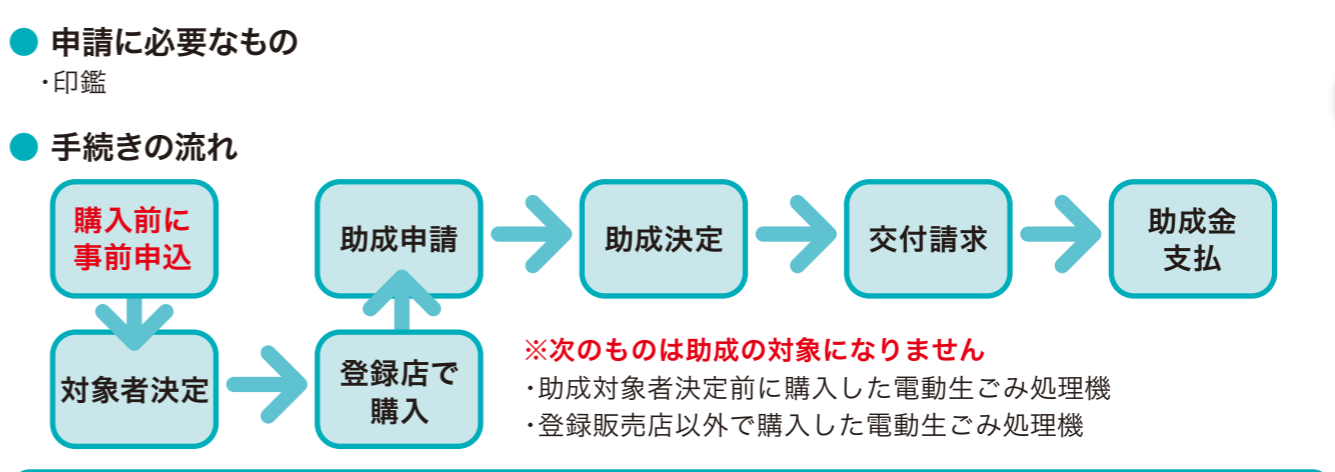 ● 申請に必要なもの
・印鑑
● 手続きの流れ
購入前に
事前申込
対象者決定
登録店で
購入
助成申請
助成決定
交付請求
助成金
支払
※次のものは助成の対象になりません
・助成対象者決定前に購入した電動生ごみ処理機
・登録販売店以外で購入した電動生ごみ処理機